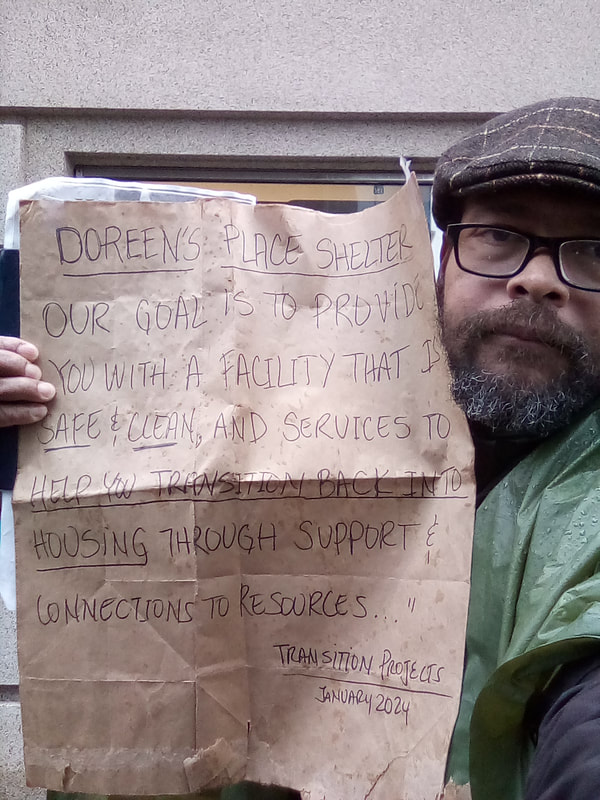 DOREEN'S PLACE SHELTER
OUR GOAL IS TO PROVIDE
YOU WITH A FACILITY THAT IS
SAFE & CLEAN, AND SERVICES TO
HELP YOU TRANSITION BACK INTO
HOUSING THROUGH SUPPORT &
CONNECTIONS TO RESOURCES..."
TRANSITION PROJECTS
JANUARY 2024